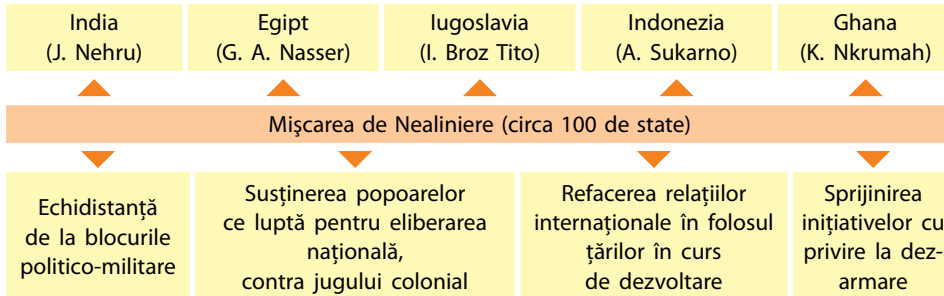 India
(J. Nehru)
Egipt
(G. A. Nasser)
Iugoslavia
(I. Broz Tito)
Indonezia
(A. Sukarno)
Ghana
(K. Nkrumah)
Mişcarea de Nealiniere (circa 100 de state)
Echidistanță
de la blocurile
politico-militare
Susținerea popoarelor
ce luptă pentru eliberarea
națională,
contra jugului colonial
Refacerea relațiilor
internaționale în folosul
țărilor în curs
de dezvoltare
Sprijinirea
inițiativelor cu
privire la dez-
armare